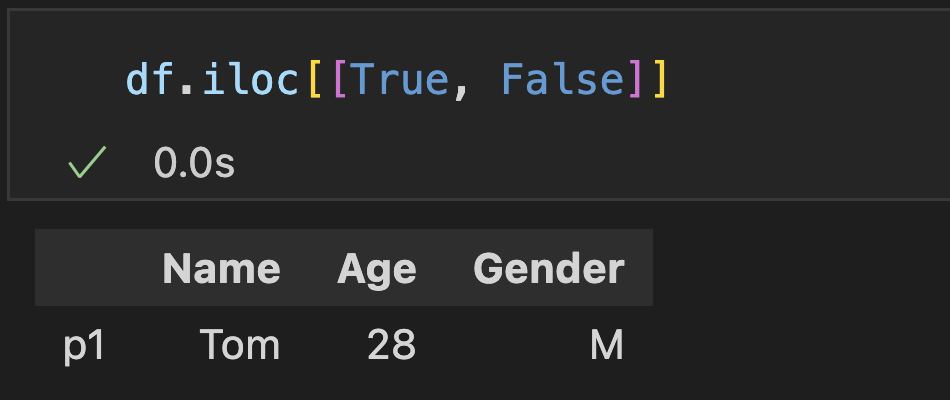 df.iloc[[True, False]]
0.0s
Name Age Gender
p1 Tom 28 M